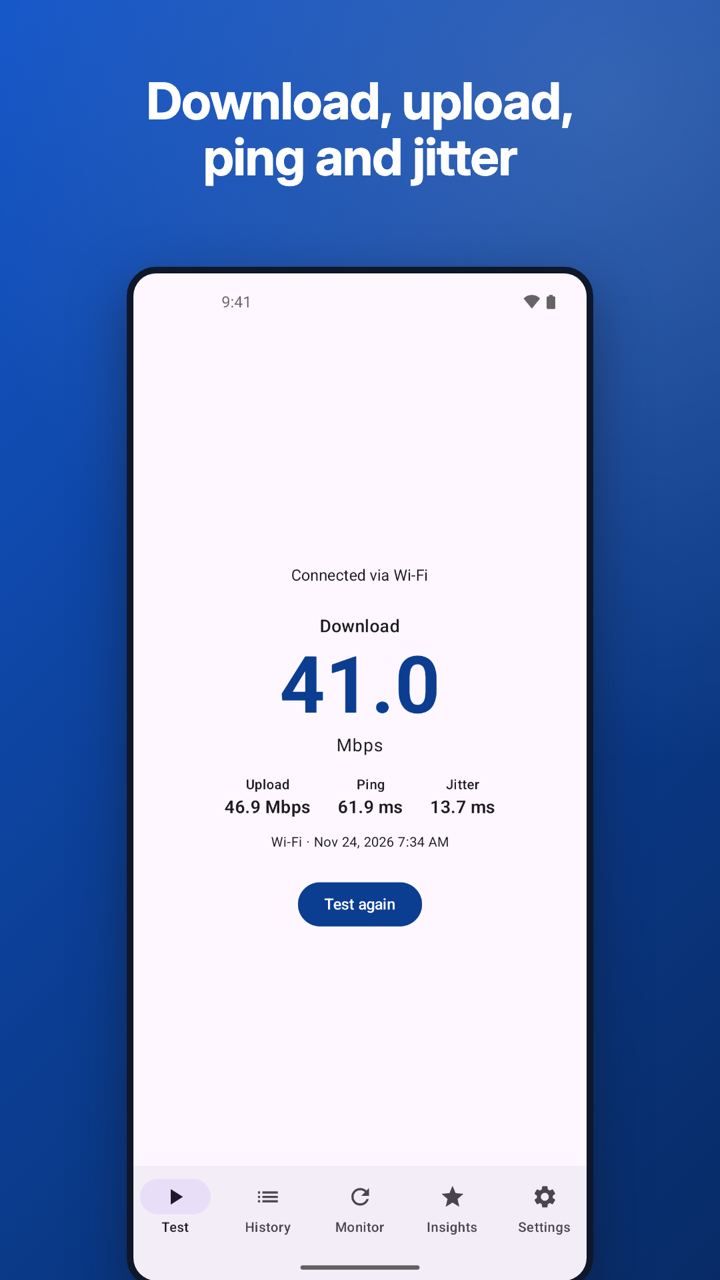 Download, upload,
ping and jitter
9:41
Connected via Wi-Fi
Download
41.0
Mbps
Upload Ping Jitter
46.9 Mbps 61.9 ms 13.7 ms
Wi-Fi · Nov 24, 2026 7:34 AM
Test again
Test History Monitor Insights Settings